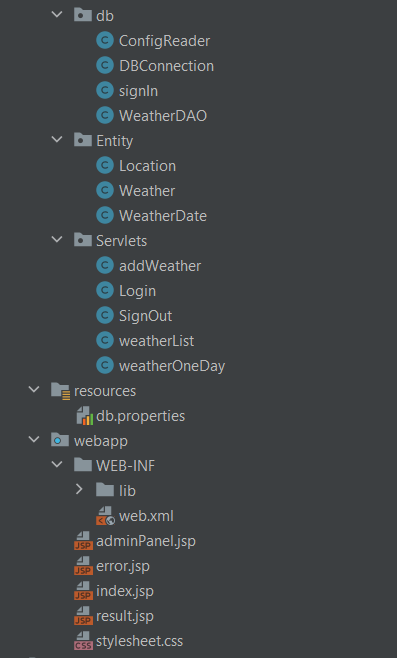 db
ConfigReader
DBConnection
signIn
WeatherDAO
Entity
Location
Weather
WeatherDate
Servlets
addWeather
Login
SignOut
weatherList
weatherOneDay
resources
db.properties
webapp
WEB-INF
lib
web.xml
adminPanel.jsp
error.jsp
index.jsp
result.jsp
stylesheet.css